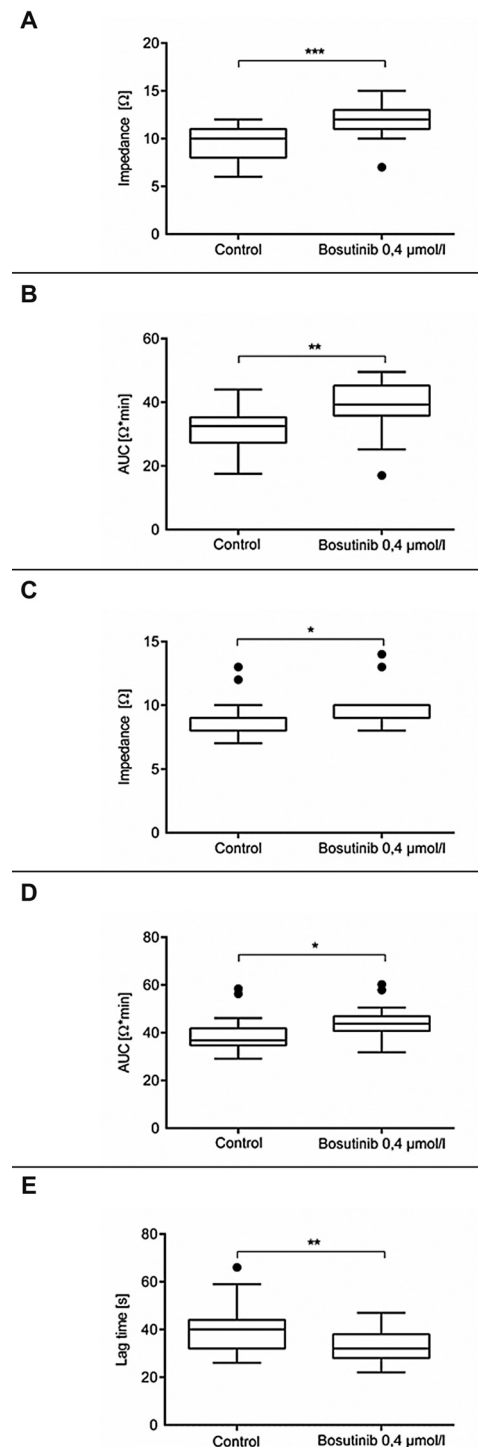 A
20
***
15
Impedance [Ω]
10
5
0
Control
Bosutinib 0,4 µmol/l
B
60
**
40
AUC [Ω*min]
20
0
Control
Bosutinib 0,4 µmol/l
C
15
*
10
Impedance [Ω]
5
0
Control
Bosutinib 0,4 µmol/l
D
80
*
60
AUC [Ω*min]
40
20
0
Control
Bosutinib 0,4 µmol/l
E
80
**
60
Lag time [s]
40
20
0
Control
Bosutinib 0,4 µmol/l